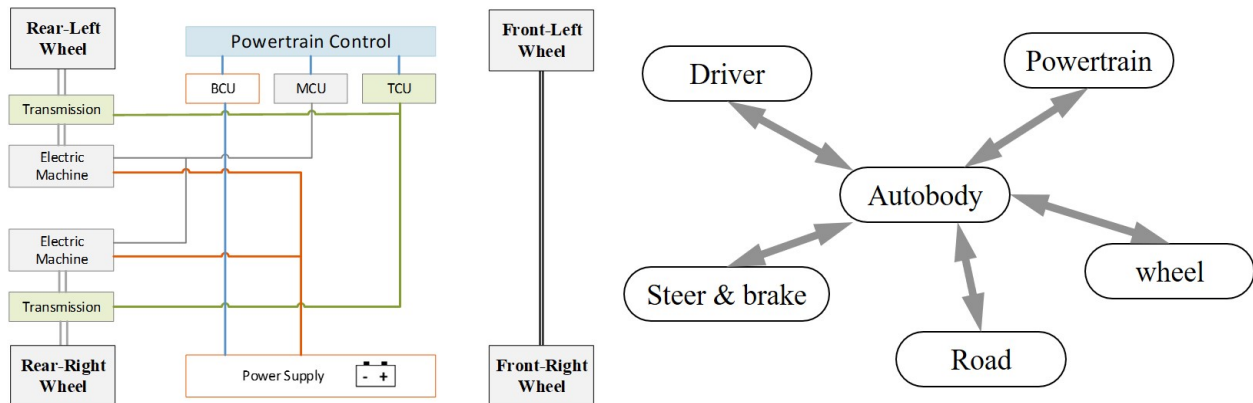 Rear-Left
Wheel
Transmission
Electric
Machine
Electric
Machine
Transmission
Rear-Right
Wheel
Powertrain Control
BCU
MCU
TCU
Power Supply
- +
Front-Left
Wheel
Front-Right
Wheel
Driver
Powertrain
Autobody
Steer & brake
wheel
Road